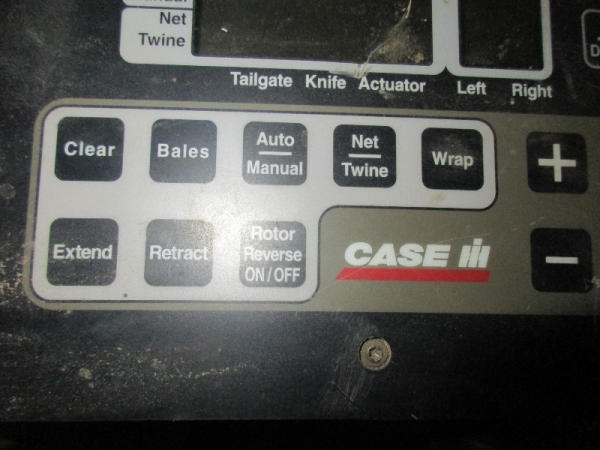 Net
Twine
Tailgate Knife Actuator Left Right
Clear
Bales
Auto
Manual
Net
Twine
Wrap
+
Extend
Retract
Rotor
Reverse
ON/OFF
CASE IH
−